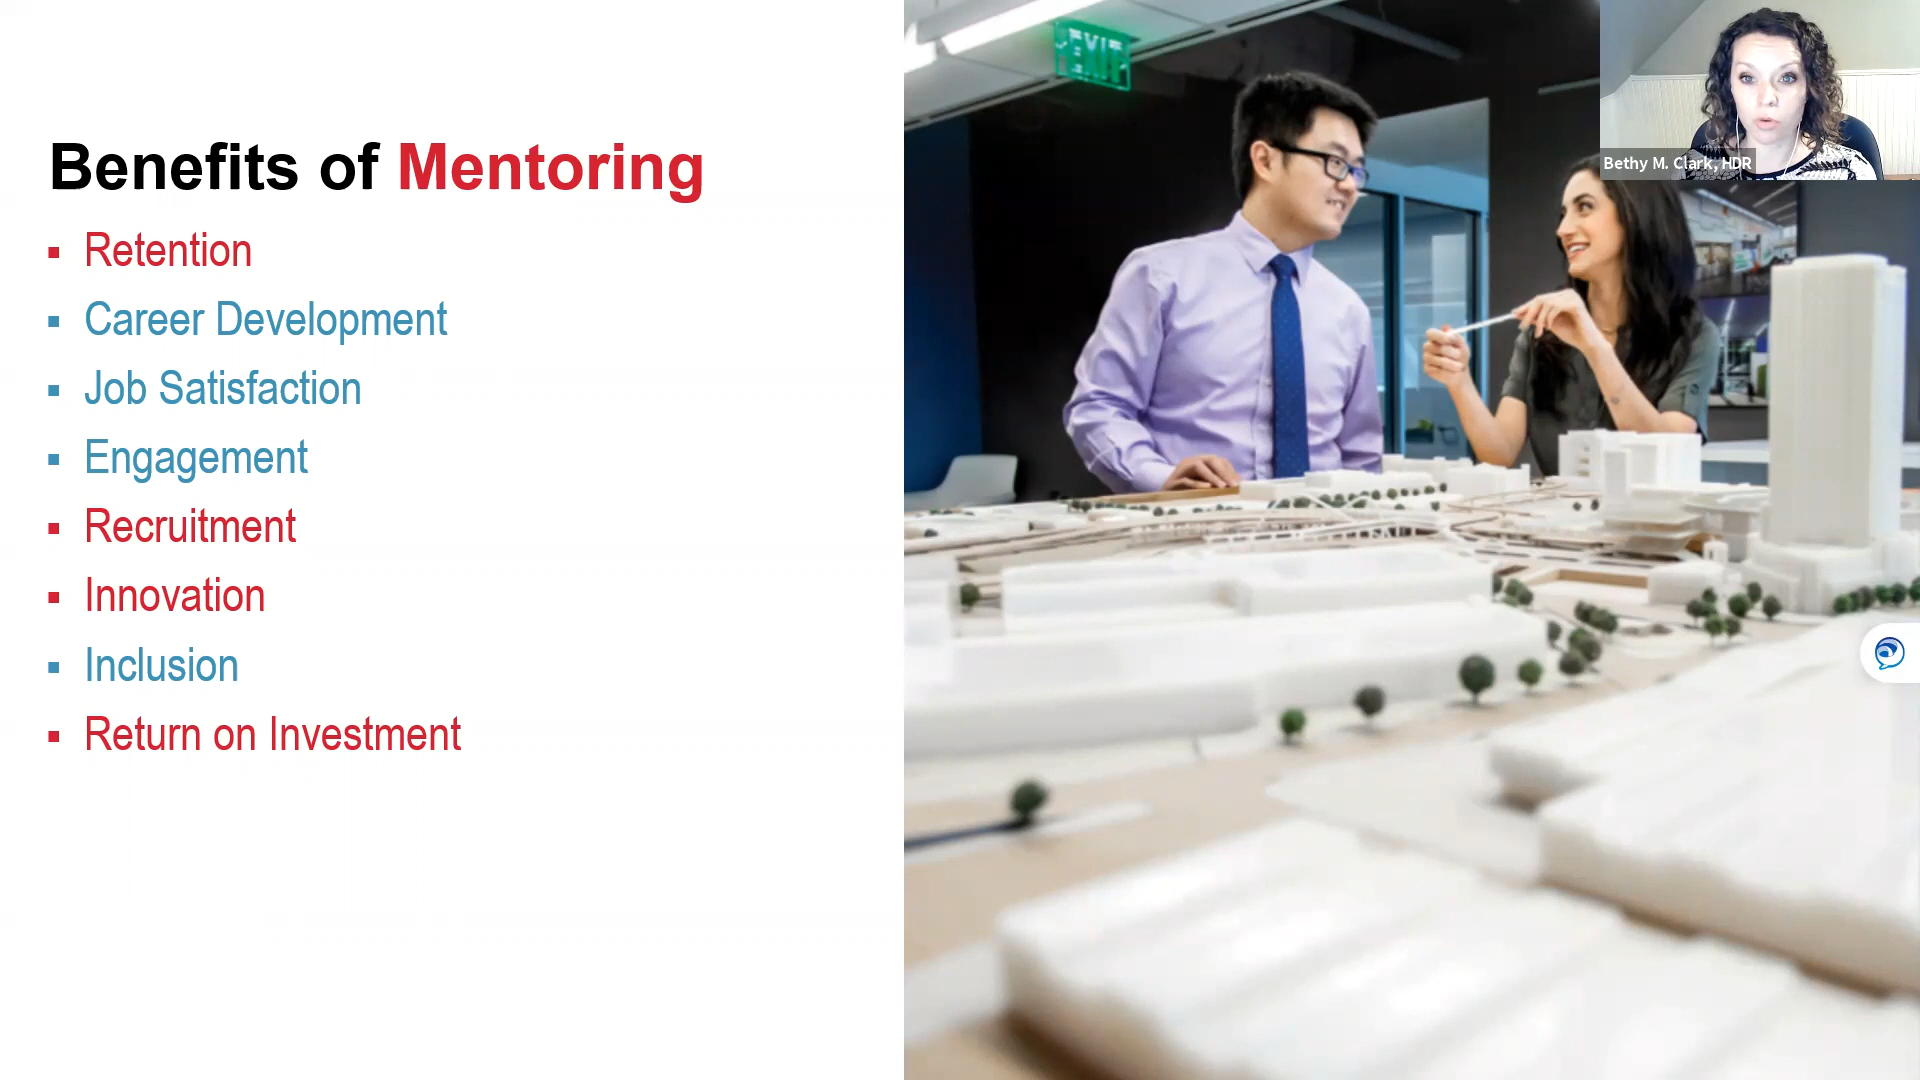 Benefits of Mentoring
▪ Retention
▪ Career Development
▪ Job Satisfaction
▪ Engagement
▪ Recruitment
▪ Innovation
▪ Inclusion
▪ Return on Investment
EXIT
Bethy M. Clark, HDR